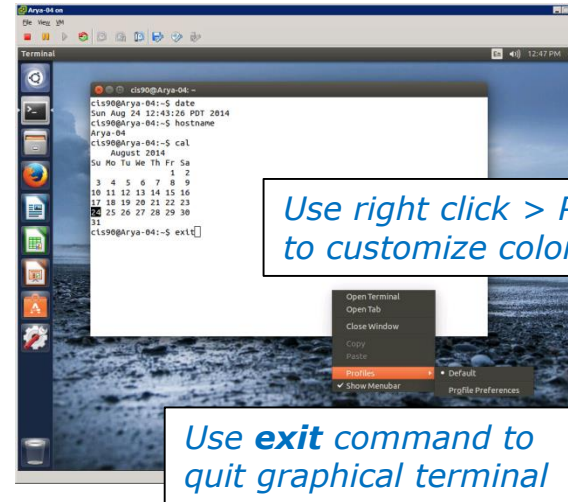 Arya-04 on
File View VM
Terminal
En 12:47 PM
cis90@Arya-04: ~
cis90@Arya-04:~$ date
Sun Aug 24 12:43:26 PDT 2014
cis90@Arya-04:~$ hostname
Arya-04
cis90@Arya-04:~$ cal
August 2014
Su Mo Tu We Th Fr Sa
1 2
3 4 5 6 7 8 9
10 11 12 13 14 15 16
17 18 19 20 21 22 23
24 25 26 27 28 29 30
31
cis90@Arya-04:~$ exit
Use right click > P
to customize color
Open Terminal
Open Tab
Close Window
Copy
Paste
Profiles
Default
Show Menubar
Profile Preferences
Use exit command to
quit graphical terminal